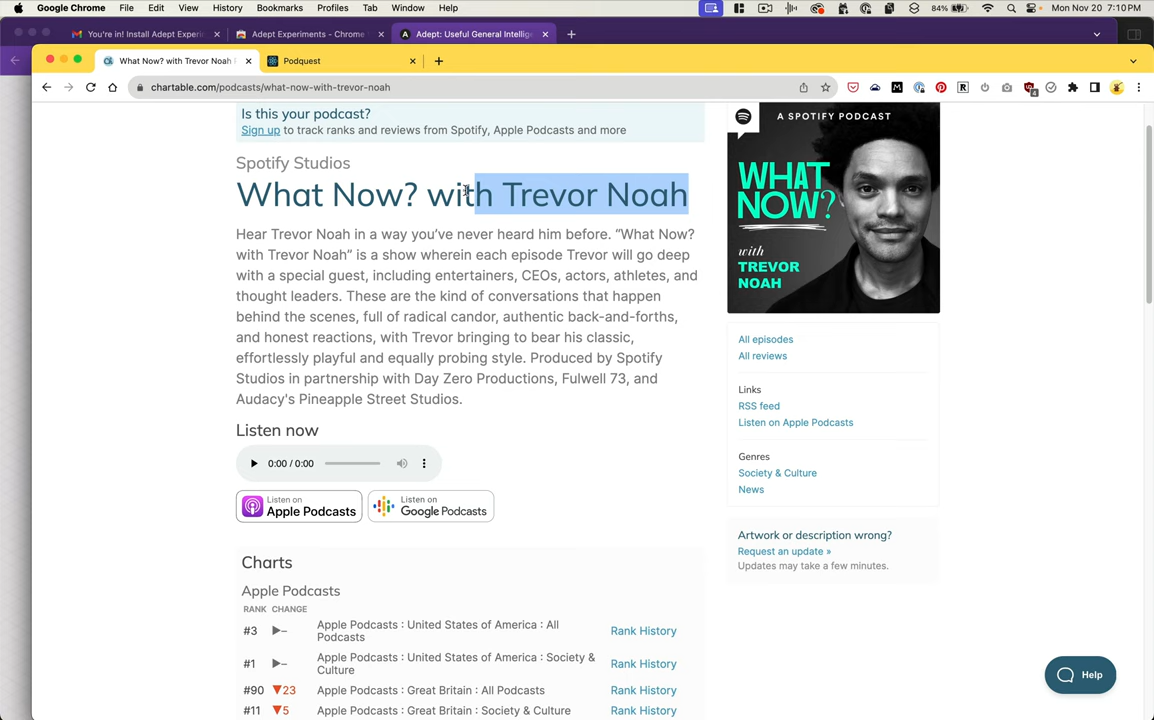 Google Chrome File Edit View History Bookmarks Profiles Tab Window Help 84% Mon Nov 20 7:10 PM
You're in! Install Adept Experi Adept Experiments - Chrome Adept: Useful General Intellige
What Now? with Trevor Noah Podquest
chartable.com/podcasts/what-now-with-trevor-noah
Is this your podcast?
Sign up to track ranks and reviews from Spotify, Apple Podcasts and more
Spotify Studios
What Now? with Trevor Noah
Hear Trevor Noah in a way you've never heard him before. “What Now?
with Trevor Noah” is a show wherein each episode Trevor will go deep
with a special guest, including entertainers, CEOs, actors, athletes, and
thought leaders. These are the kind of conversations that happen
behind the scenes, full of radical candor, authentic back-and-forths,
and honest reactions, with Trevor bringing to bear his classic,
effortlessly playful and equally probing style. Produced by Spotify
Studios in partnership with Day Zero Productions, Fulwell 73, and
Audacy's Pineapple Street Studios.
Listen now
0:00 / 0:00
Listen on
Apple Podcasts
Listen on
Google Podcasts
Charts
Apple Podcasts
RANK CHANGE
#3 – Apple Podcasts : United States of America : All
Podcasts
Rank History
#1 – Apple Podcasts : United States of America : Society &
Culture
Rank History
#90 ▼23 Apple Podcasts : Great Britain : All Podcasts Rank History
#11 ▼5 Apple Podcasts : Great Britain : Society & Culture Rank History
A SPOTIFY PODCAST
WHAT
NOW?
with
TREVOR
NOAH
All episodes
All reviews
Links
RSS feed
Listen on Apple Podcasts
Genres
Society & Culture
News
Artwork or description wrong?
Request an update »
Updates may take a few minutes.
Help